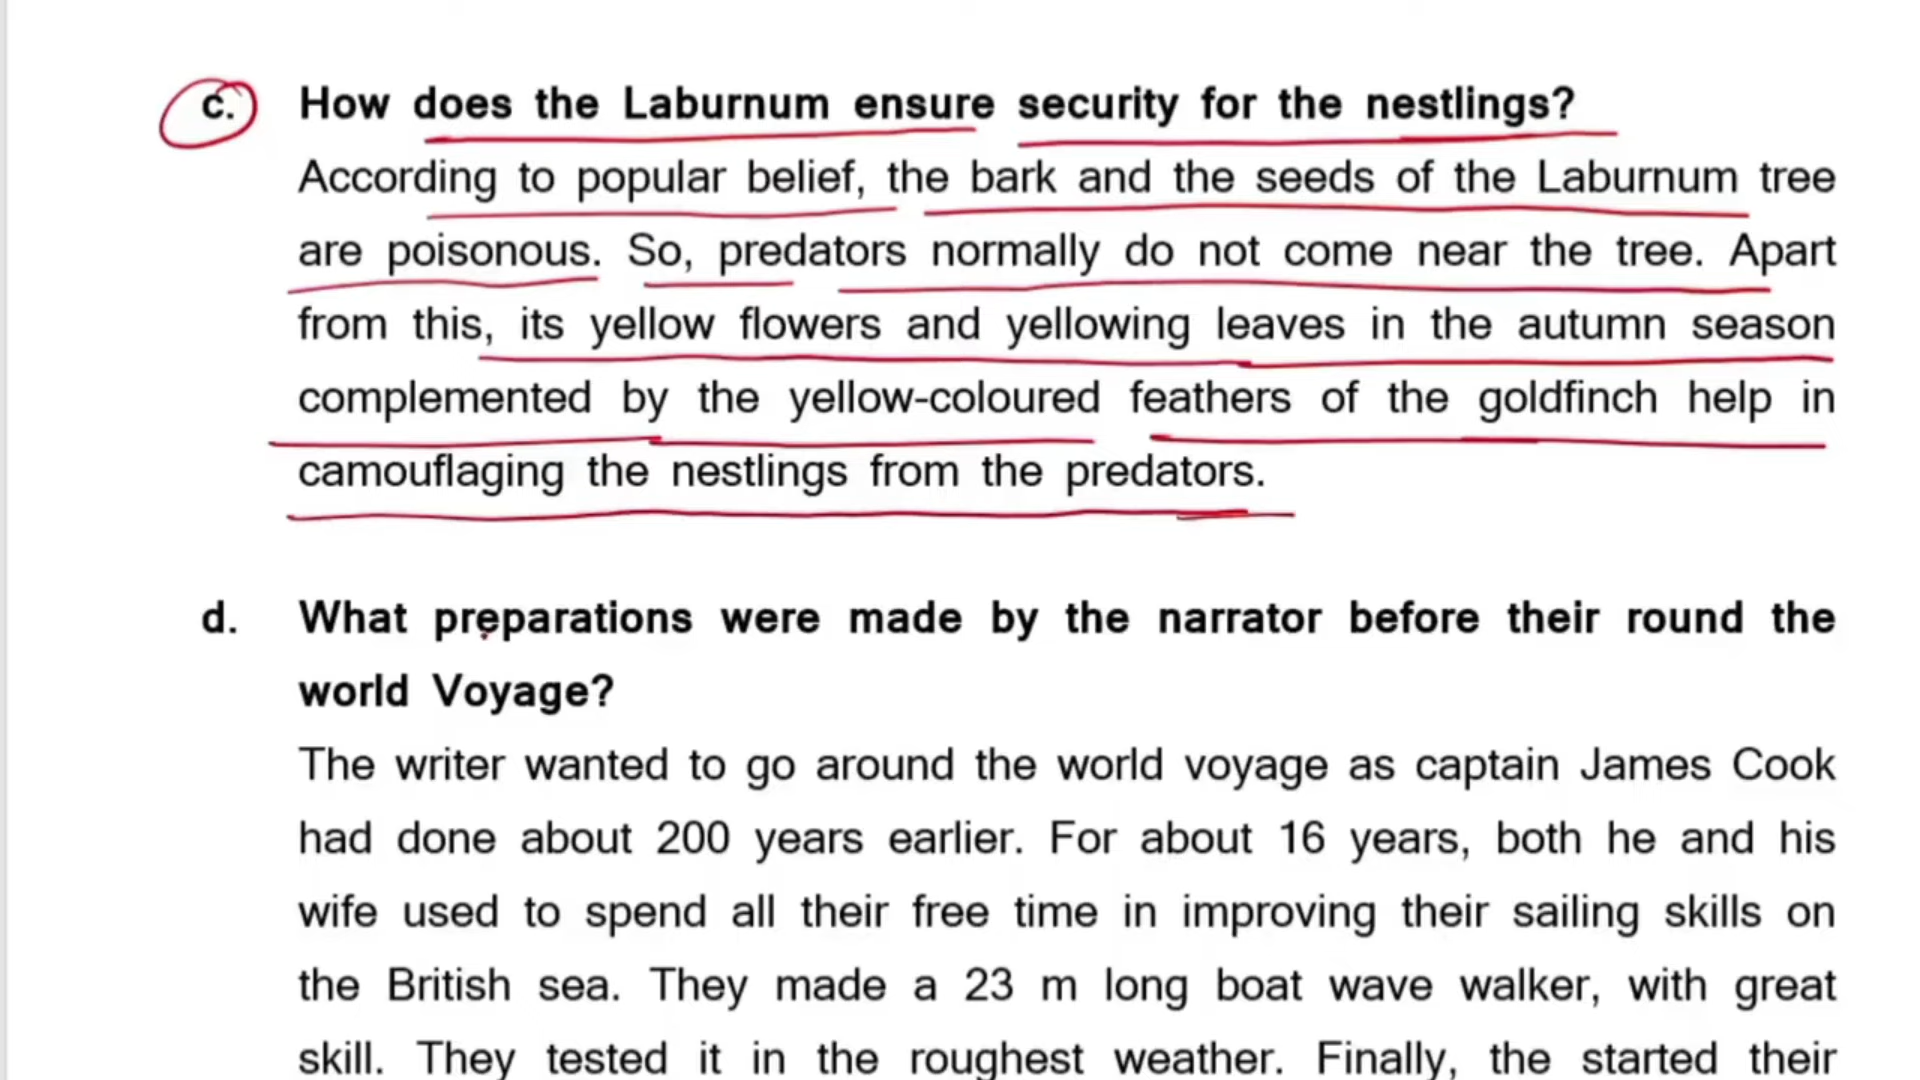 c. How does the Laburnum ensure security for the nestlings?
According to popular belief, the bark and the seeds of the Laburnum tree
are poisonous. So, predators normally do not come near the tree. Apart
from this, its yellow flowers and yellowing leaves in the autumn season
complemented by the yellow-coloured feathers of the goldfinch help in
camouflaging the nestlings from the predators.
d. What preparations were made by the narrator before their round the
world Voyage?
The writer wanted to go around the world voyage as captain James Cook
had done about 200 years earlier. For about 16 years, both he and his
wife used to spend all their free time in improving their sailing skills on
the British sea. They made a 23 m long boat wave walker, with great
skill. They tested it in the roughest weather. Finally, the started their